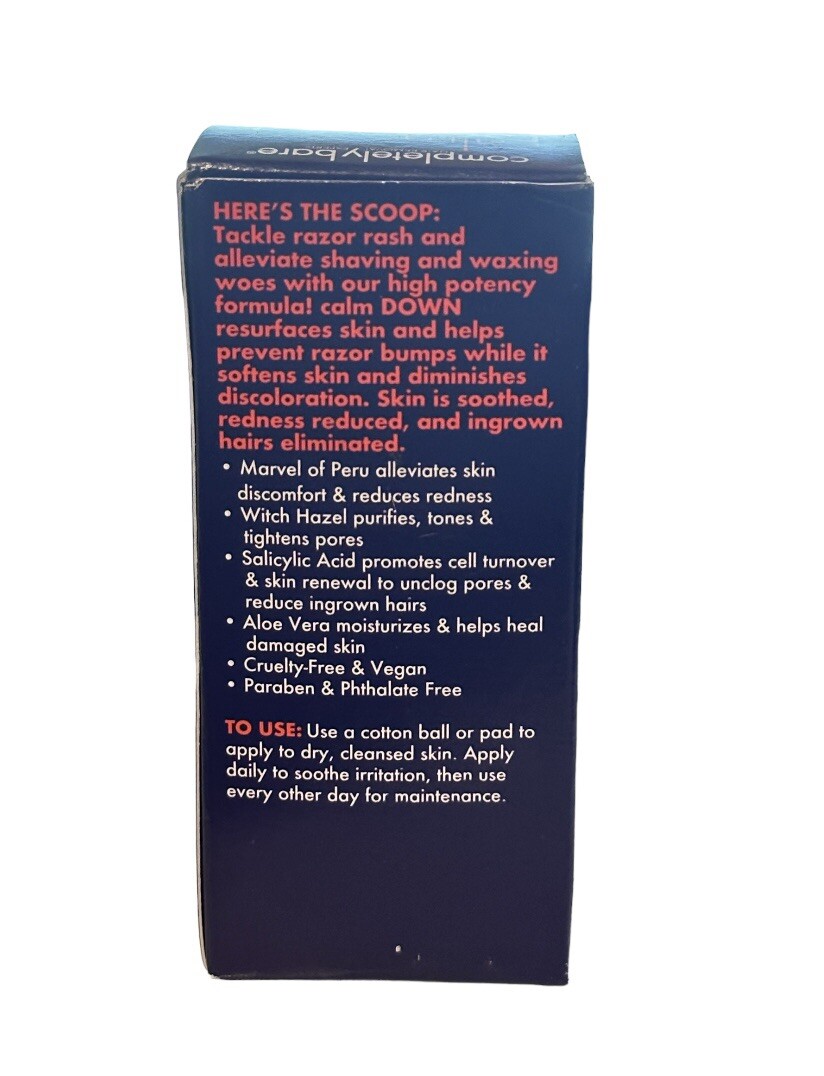 completely bare®
HERE'S THE SCOOP:
Tackle razor rash and
alleviate shaving and waxing
woes with our high potency
formula! calm DOWN
resurfaces skin and helps
prevent razor bumps while it
softens skin and diminishes
discoloration. Skin is soothed,
redness reduced, and ingrown
hairs eliminated.
• Marvel of Peru alleviates skin
discomfort & reduces redness
• Witch Hazel purifies, tones &
tightens pores
• Salicylic Acid promotes cell turnover
& skin renewal to unclog pores &
reduce ingrown hairs
• Aloe Vera moisturizes & helps heal
damaged skin
• Cruelty-Free & Vegan
• Paraben & Phthalate Free
TO USE: Use a cotton ball or pad to
apply to dry, cleansed skin. Apply
daily to soothe irritation, then use
every other day for maintenance.